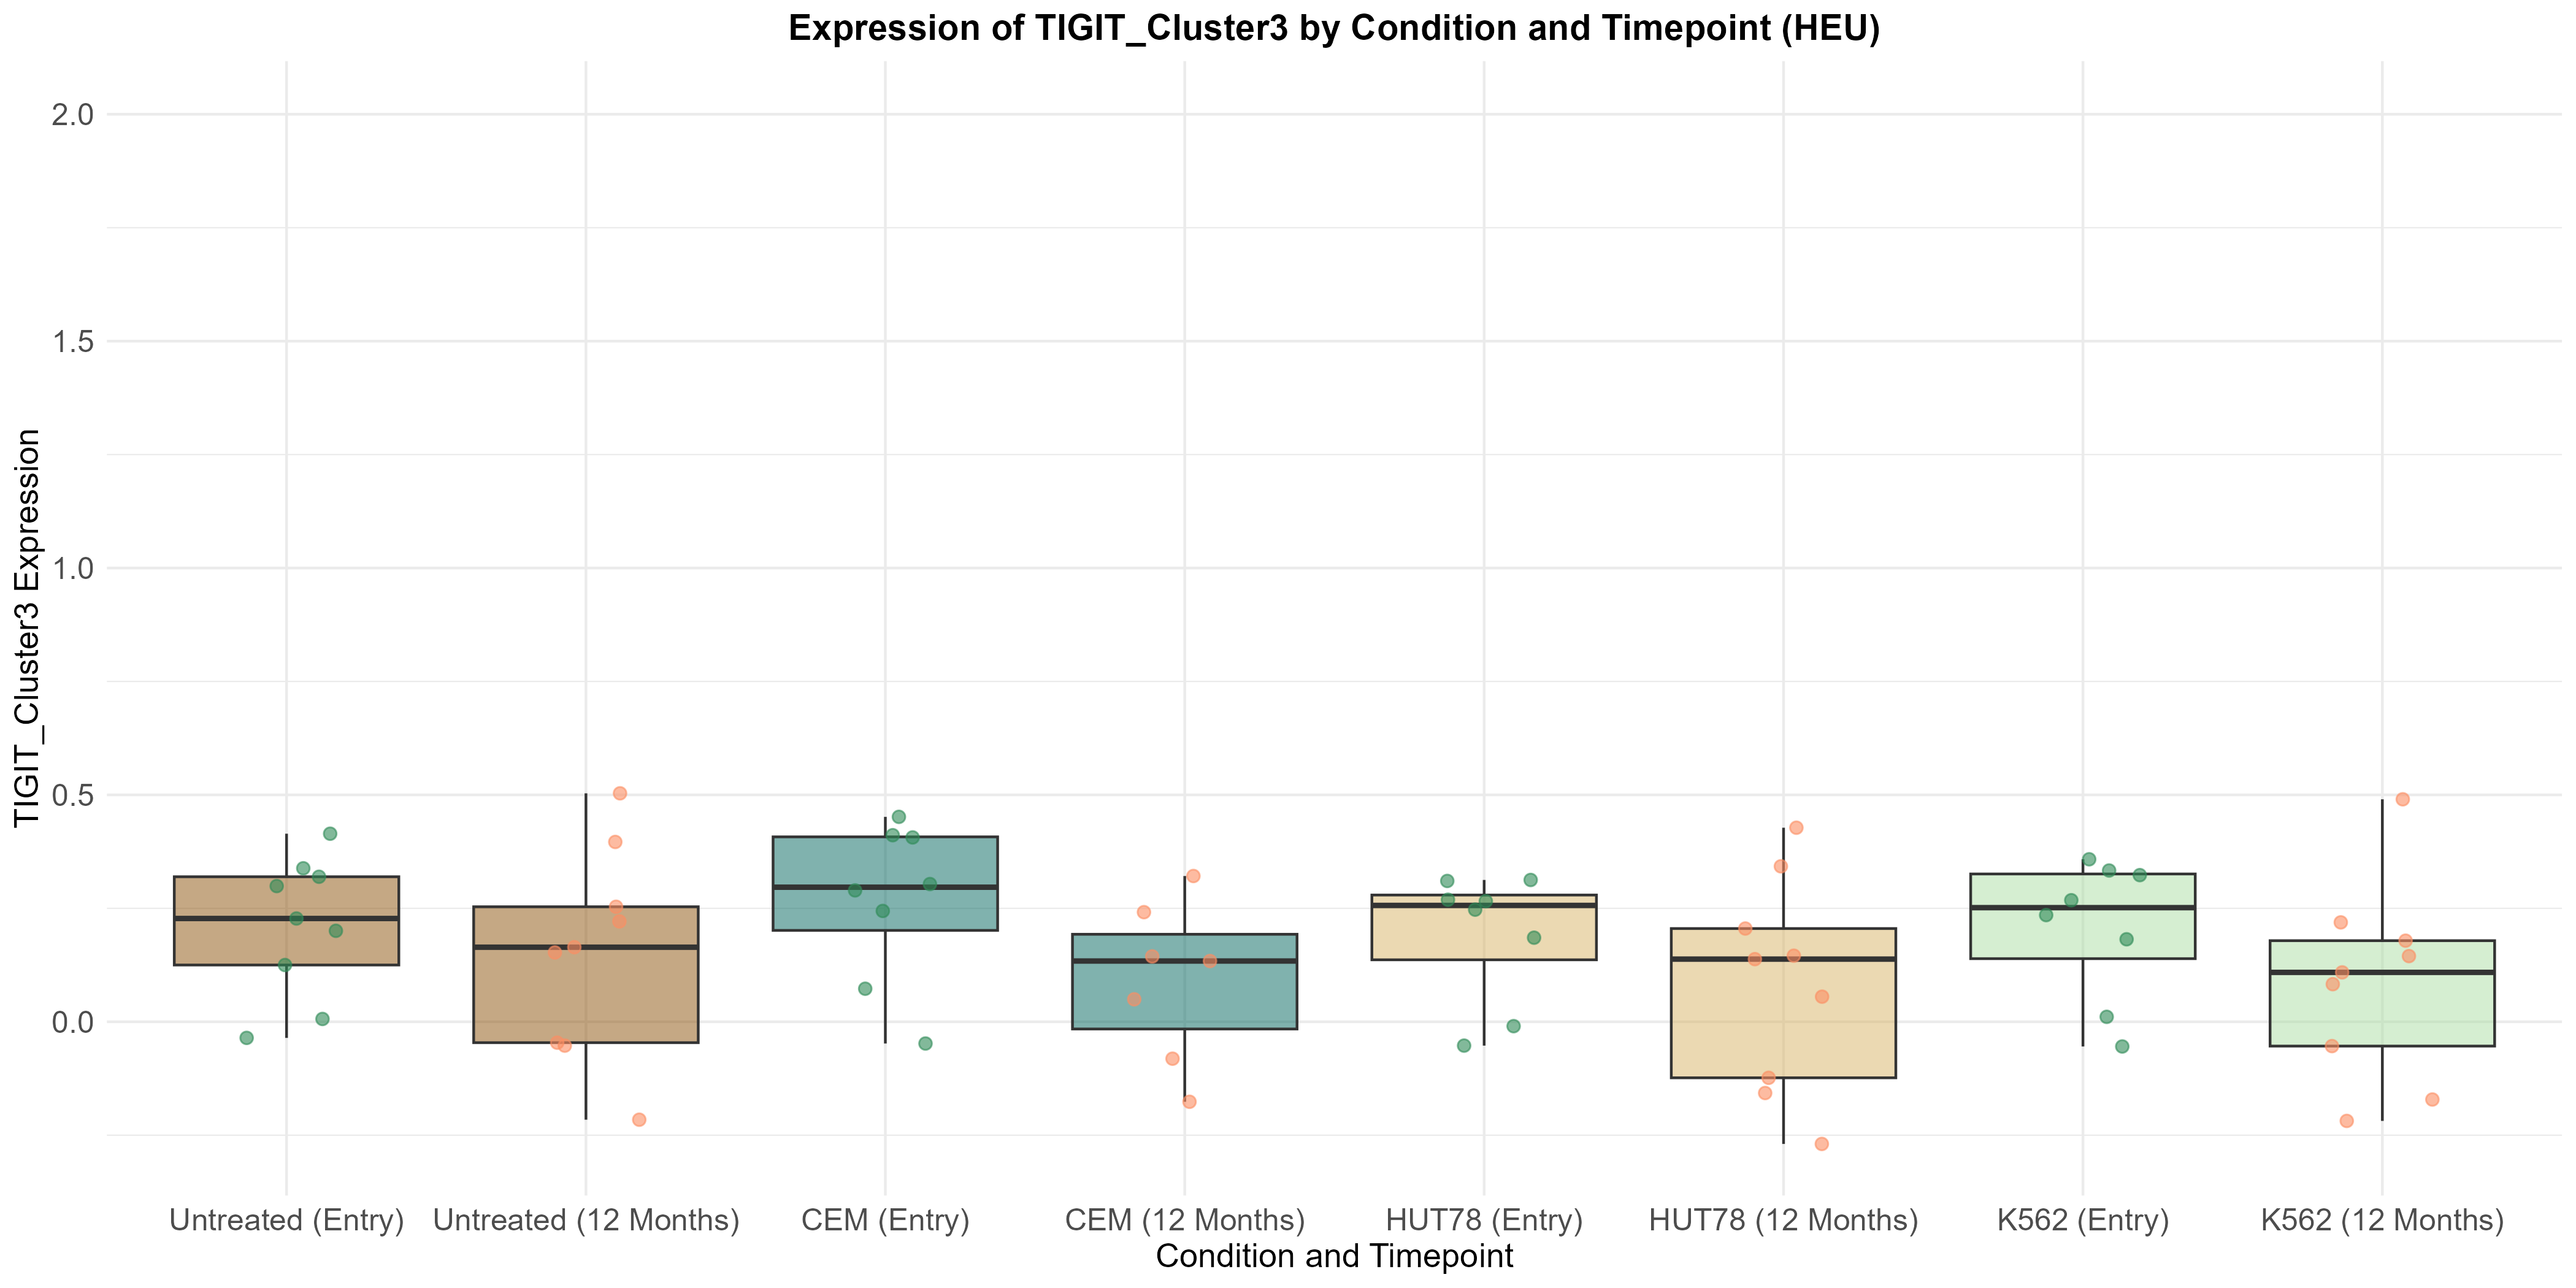 Expression of TIGIT_Cluster3 by Condition and Timepoint (HEU)
TIGIT_Cluster3 Expression
2.0
1.5
1.0
0.5
0.0
Untreated (Entry)
Untreated (12 Months)
CEM (Entry)
CEM (12 Months)
HUT78 (Entry)
HUT78 (12 Months)
K562 (Entry)
K562 (12 Months)
Condition and Timepoint